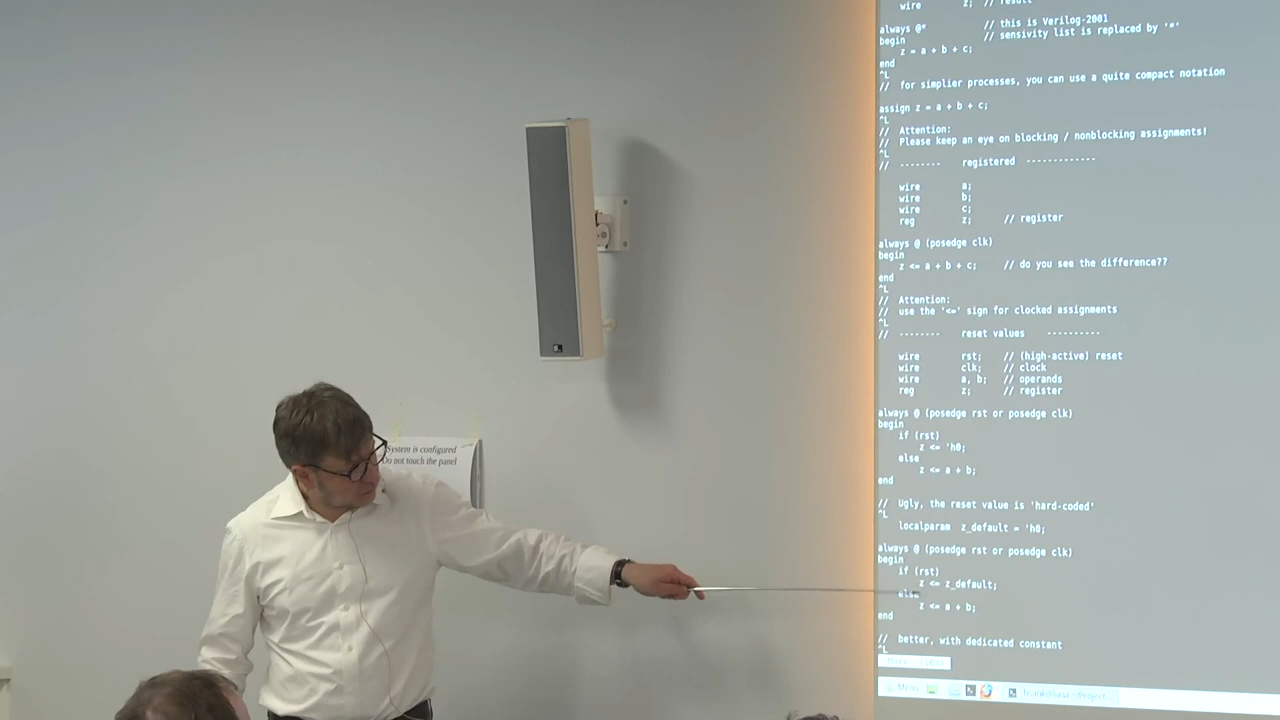 System is configured
Do not touch the panel
wire z; // result
always @* // this is Verilog-2001
begin // sensivity list is replaced by '*'
z = a + b + c;
end
^L
// for simplier processes, you can use a quite compact notation
assign z = a + b + c;
^L
// Attention:
// Please keep an eye on blocking / nonblocking assignments!
^L
// -------- registered -------------
wire a;
wire b;
wire c;
reg z; // register
always @ (posedge clk)
begin
z <= a + b + c; // do you see the difference??
end
^L
// Attention:
// use the '<=' sign for clocked assignments
^L
// -------- reset values ----------
wire rst; // (high-active) reset
wire clk; // clock
wire a, b; // operands
reg z; // register
always @ (posedge rst or posedge clk)
begin
if (rst)
z <= 'h0;
else
z <= a + b;
end
// Ugly, the reset value is 'hard-coded'
^L
localparam z_default = 'h0;
always @ (posedge rst or posedge clk)
begin
if (rst)
z <= z_default;
else
z <= a + b;
end
// better, with dedicated constant
^L
Menu